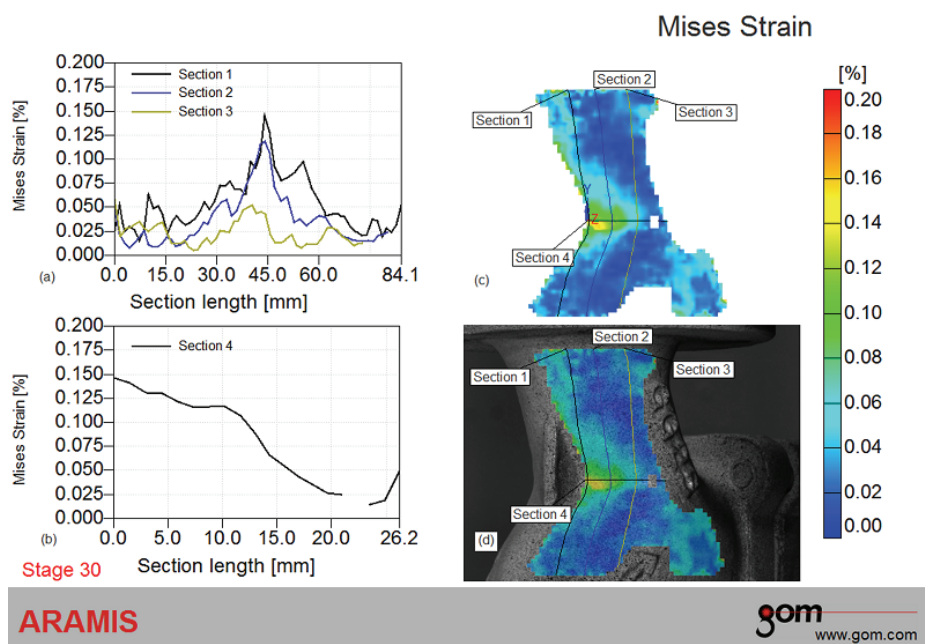 Mises Strain
0.200
0.175
0.150
0.125
0.100
0.075
0.050
0.025
0.000
Mises Strain [%]
Section 1
Section 2
Section 3
0.0
15.0
30.0
45.0
60.0
84.1
(a)
Section length [mm]
0.200
0.175
0.150
0.125
0.100
0.075
0.050
0.025
0.000
Mises Strain [%]
Section 4
0.0
5.0
10.0
15.0
20.0
26.2
(b)
Section length [mm]
Stage 30
Section 2
Section 1
Section 3
Y
Z
Section 4
(c)
Section 2
Section 1
Section 3
Section 4
(d)
[%]
0.20
0.18
0.16
0.14
0.12
0.10
0.08
0.06
0.04
0.02
0.00
ARAMIS
gom
www.gom.com